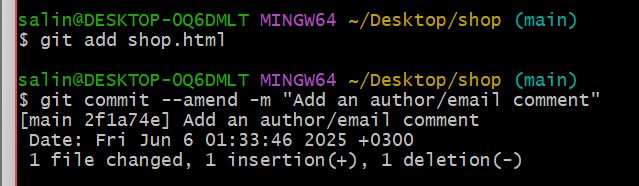 salin@DESKTOP-OQ6DMLT MINGW64 ~/Desktop/shop (main)
$ git add shop.html
salin@DESKTOP-OQ6DMLT MINGW64 ~/Desktop/shop (main)
$ git commit --amend -m "Add an author/email comment"
[main 2f1a74e] Add an author/email comment
 Date: Fri Jun 6 01:33:46 2025 +0300
 1 file changed, 1 insertion(+), 1 deletion(-)